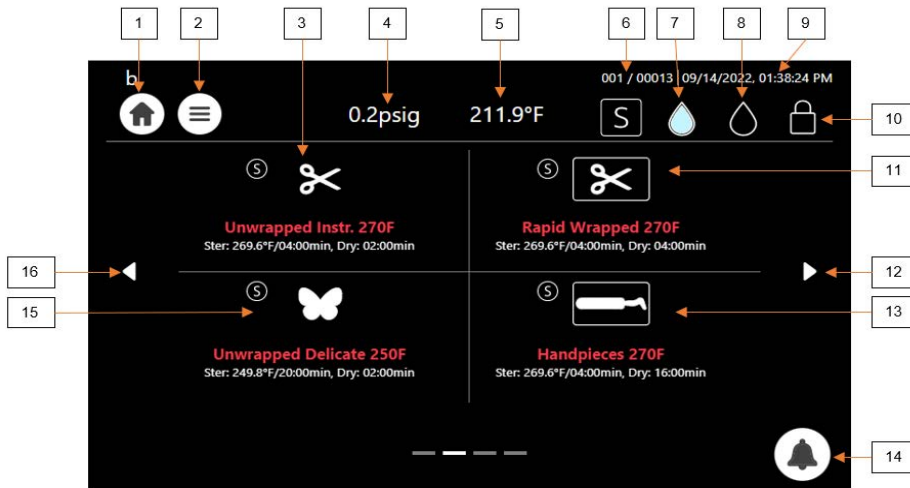 1 2 3 4 5 6 7 8 9
b
001 / 00013 09/14/2022, 01:38:24 PM
0.2psig 211.9°F S
10
S S
11
Unwrapped Instr. 270F Rapid Wrapped 270F
Ster: 269.6°F/04:00min, Dry: 02:00min Ster: 269.6°F/04:00min, Dry: 04:00min
16 12
S S
15 13
Unwrapped Delicate 250F Handpieces 270F
Ster: 249.8°F/20:00min, Dry: 02:00min Ster: 269.6°F/04:00min, Dry: 16:00min
14